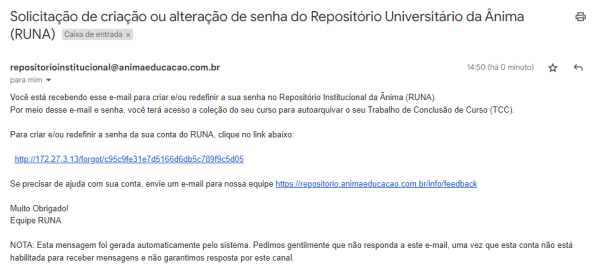 Solicitação de criação ou alteração de senha do Repositório Universitário da Ânima
(RUNA) Caixa de entrada ×
repositorioinstitucional@animaeducacao.com.br 14:50 (há 0 minuto)
para mim
Você está recebendo esse e-mail para criar e/ou redefinir a sua senha no Repositório Institucional da Ânima (RUNA).
Por meio desse e-mail e senha, você terá acesso a coleção do seu curso para autoarquivar o seu Trabalho de Conclusão de Curso (TCC).
Para criar e/ou redefinir a senha da sua conta do RUNA, clique no link abaixo:
http://172.27.3.13/forgot/c95c9fe31e7d5166d6db5c789f9c5d05
Se precisar de ajuda com sua conta, envie um e-mail para nossa equipe https://repositorio.animaeducacao.com.br/info/feedback
Muito Obrigado!
Equipe RUNA
NOTA: Esta mensagem foi gerada automaticamente pelo sistema. Pedimos gentilmente que não responda a este e-mail, uma vez que esta conta não está
habilitada para receber mensagens e não garantimos resposta por este canal.